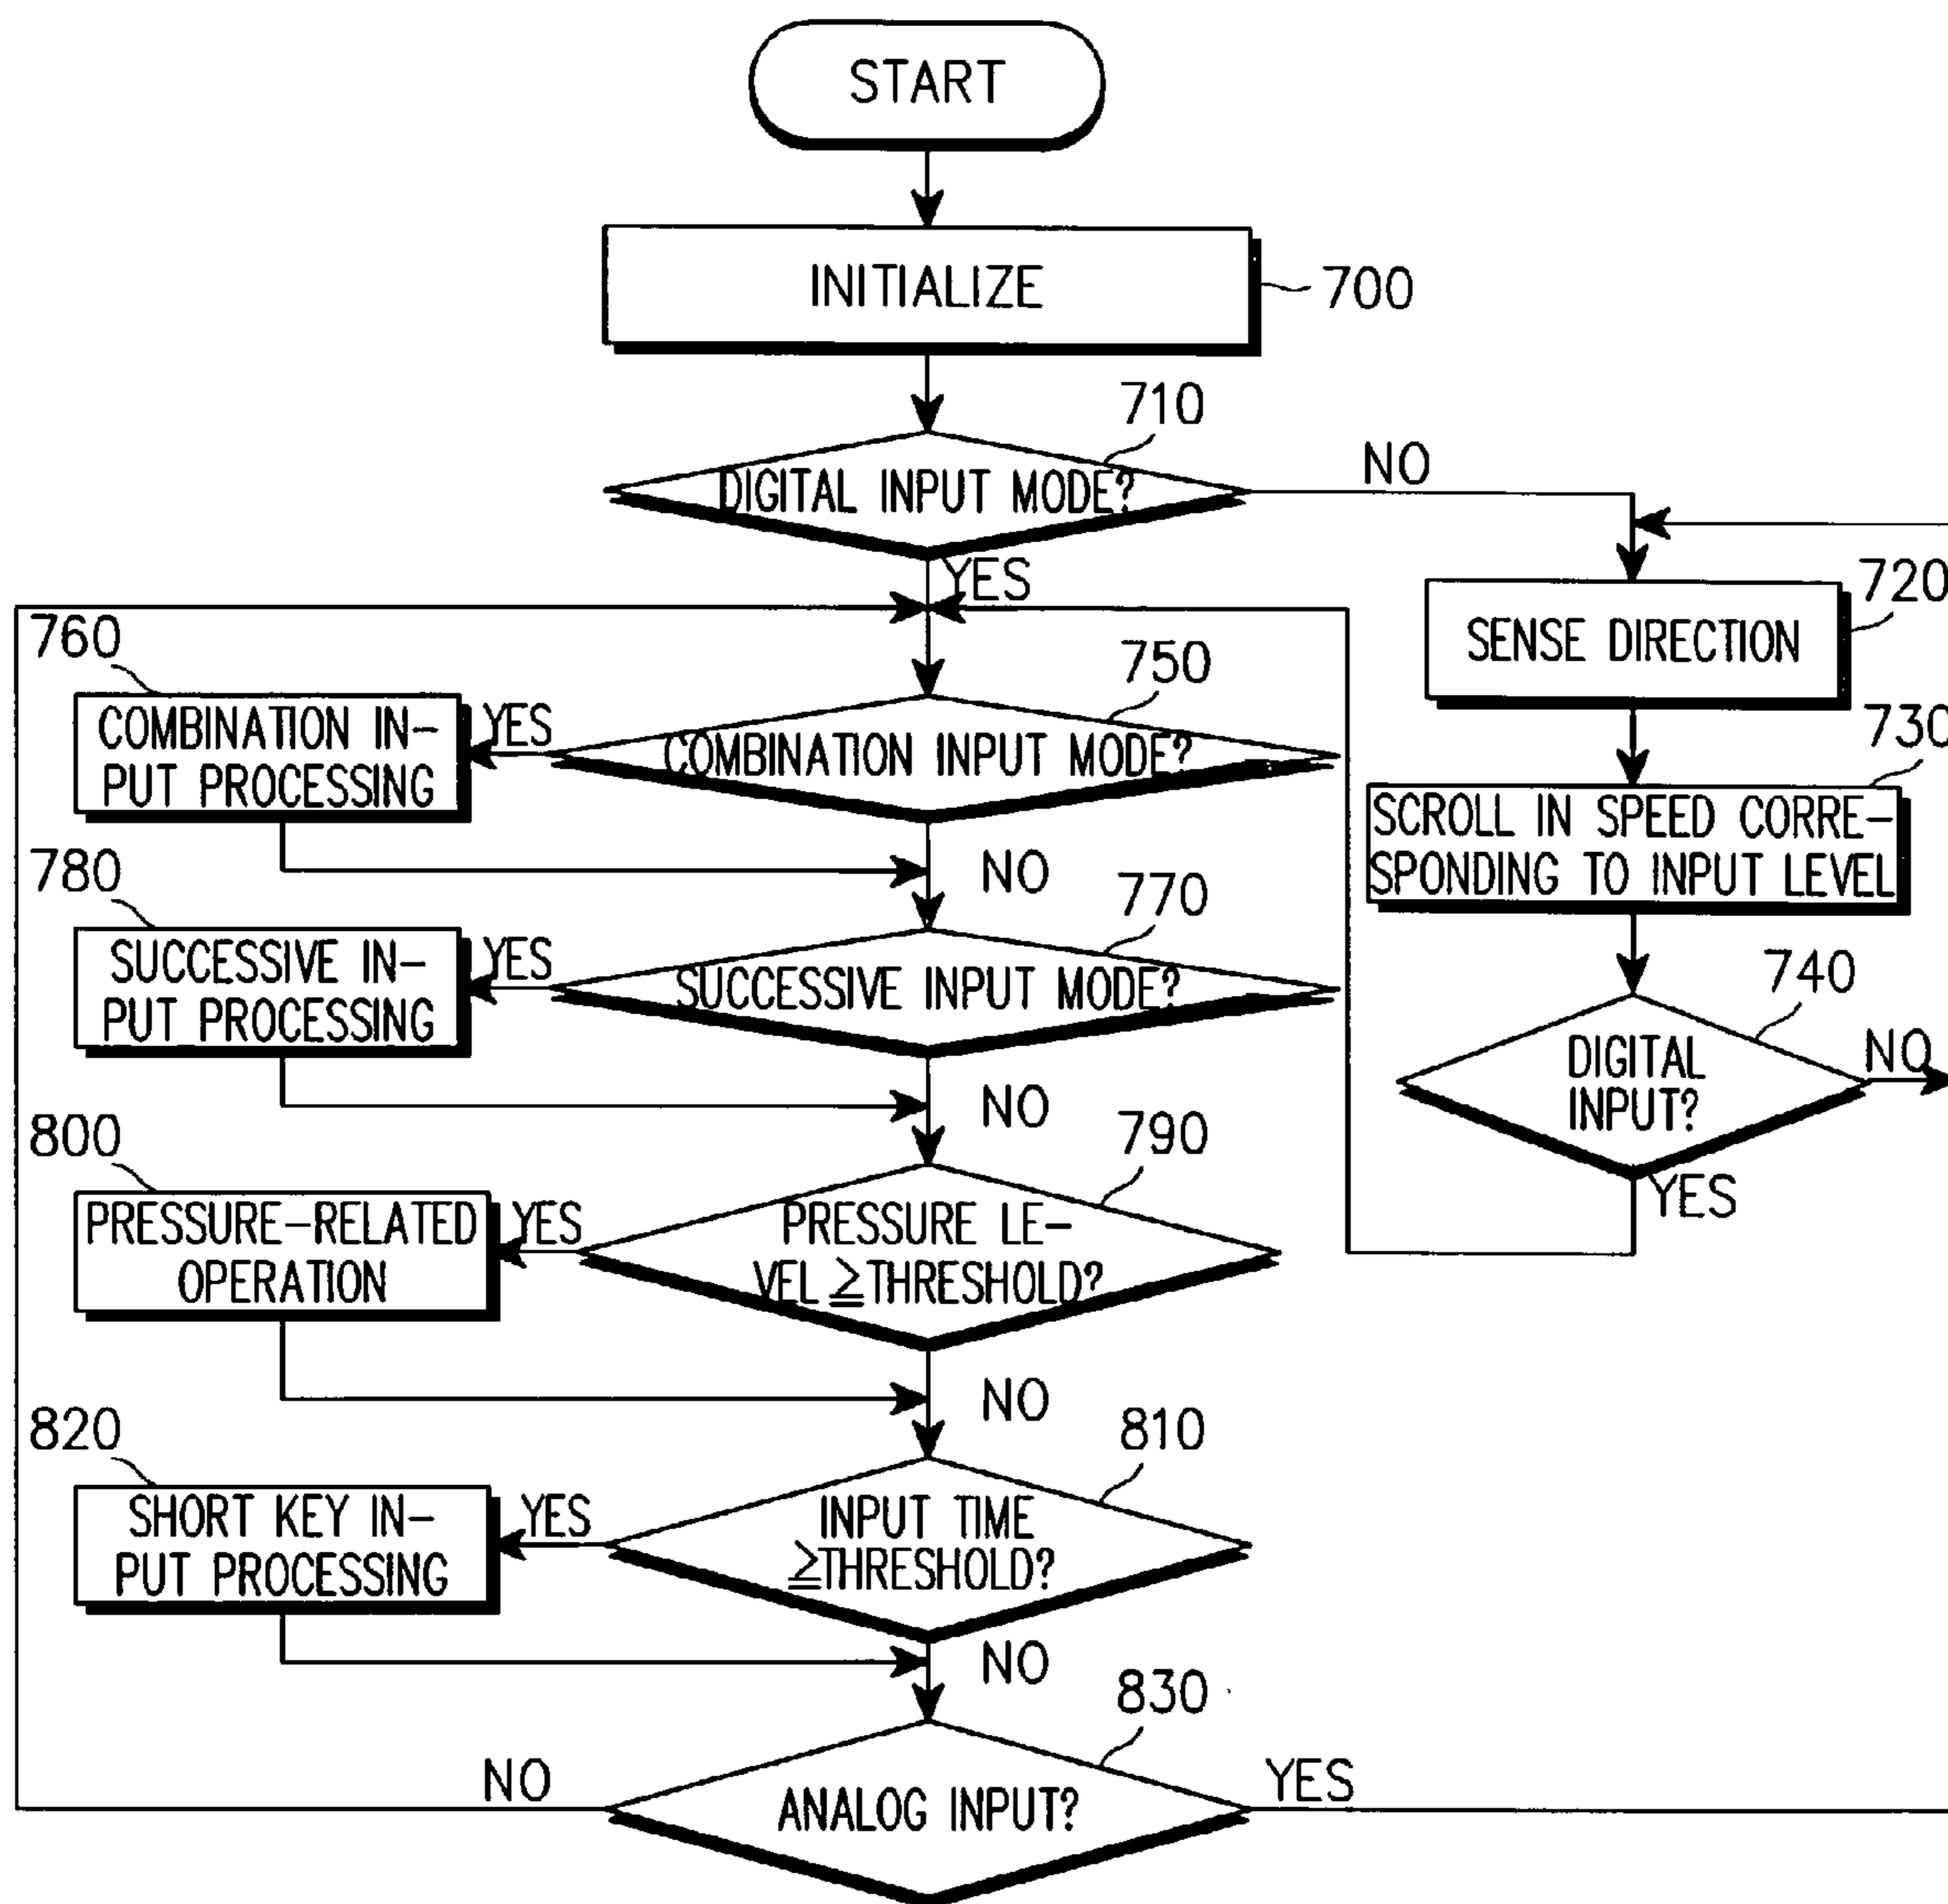 START
INITIALIZE
700
710
DIGITAL INPUT MODE?
NO
YES
720
SENSE DIRECTION
760
750
COMBINATION IN-
PUT PROCESSING
YES
COMBINATION INPUT MODE?
730
SCROLL IN SPEED CORRE-
SPONDING TO INPUT LEVEL
NO
780
770
SUCCESSIVE IN-
PUT PROCESSING
YES
SUCCESSIVE INPUT MODE?
740
DIGITAL
INPUT?
NO
YES
NO
800
790
PRESSURE-RELATED
OPERATION
YES
PRESSURE LE-
VEL ≧THRESHOLD?
NO
820
810
SHORT KEY IN-
PUT PROCESSING
YES
INPUT TIME
≧THRESHOLD?
NO
830
NO
ANALOG INPUT?
YES